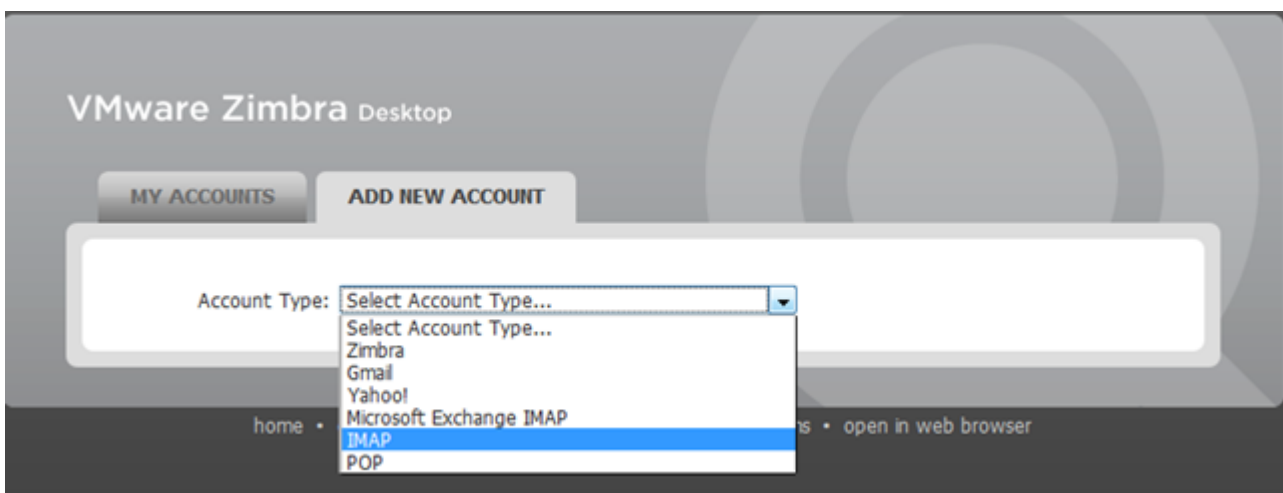 VMware Zimbra Desktop
MY ACCOUNTS ADD NEW ACCOUNT
Account Type: Select Account Type...
Select Account Type...
Zimbra
Gmail
Yahoo!
Microsoft Exchange IMAP
IMAP
POP
home • • open in web browser